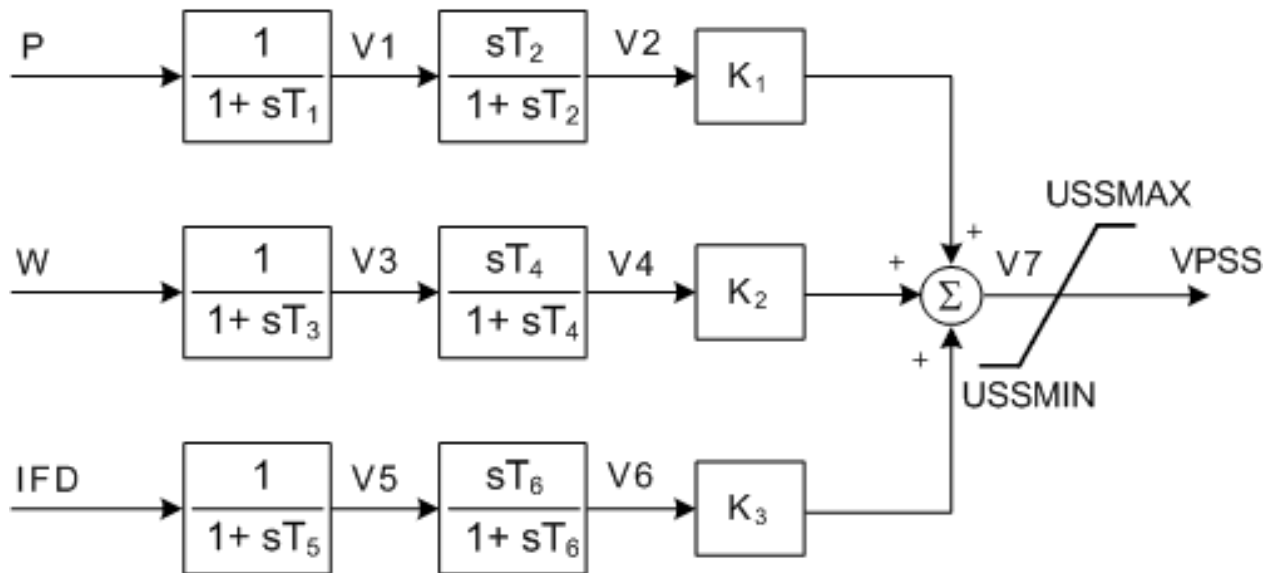 P
1
1+ sT₁
V1
sT₂
1+ sT₂
V2
K₁
USSMAX
+
W
1
1+ sT₃
V3
sT₄
1+ sT₄
V4
K₂
+
Σ
V7
VPSS
+
USSMIN
IFD
1
1+ sT₅
V5
sT₆
1+ sT₆
V6
K₃